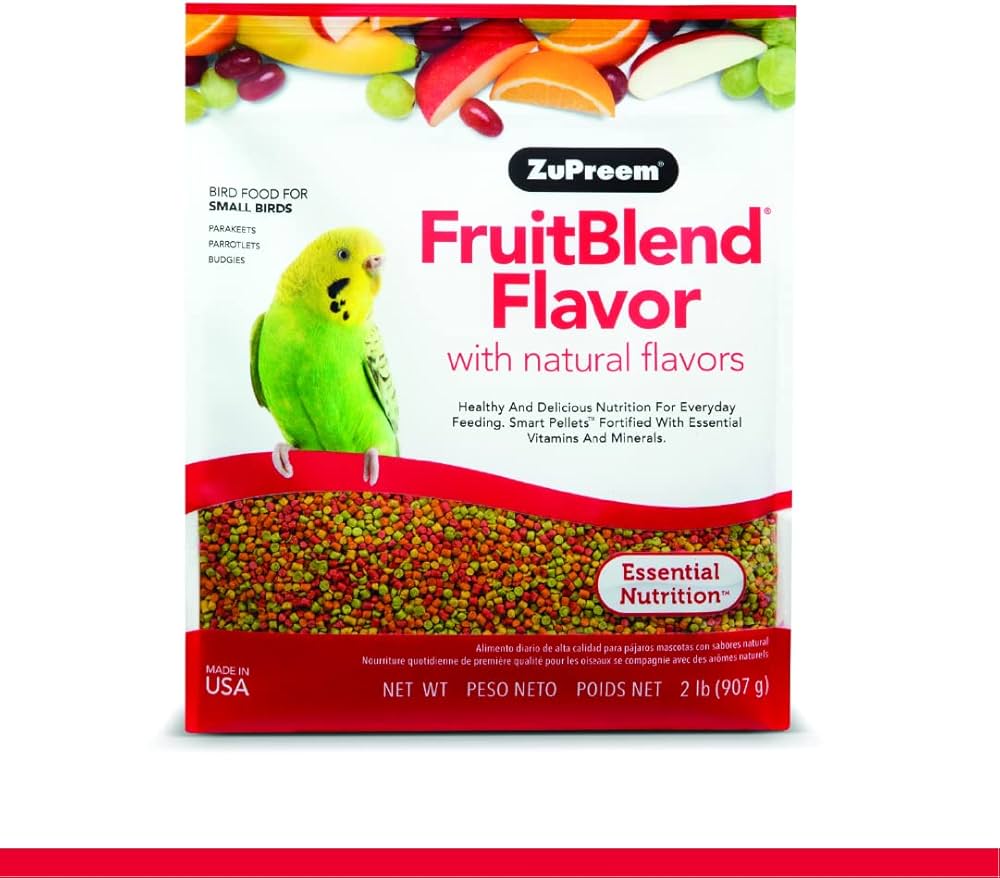 BIRD FOOD FOR
SMALL BIRDS
PARAKEETS
PARROTLETS
BUDGIES
ZuPreem®
FruitBlend®
Flavor
with natural flavors
Healthy And Delicious Nutrition For Everyday
Feeding. Smart Pellets™ Fortified With Essential
Vitamins And Minerals.
Essential
Nutrition™
Alimento diario de alta calidad para pájaros mascotas con sabores natural
Nourriture quotidienne de première qualité pour les oiseaux se compagnie avec des arômes naturels
MADE IN
USA
NET WT PESO NETO POIDS NET 2 lb (907 g)